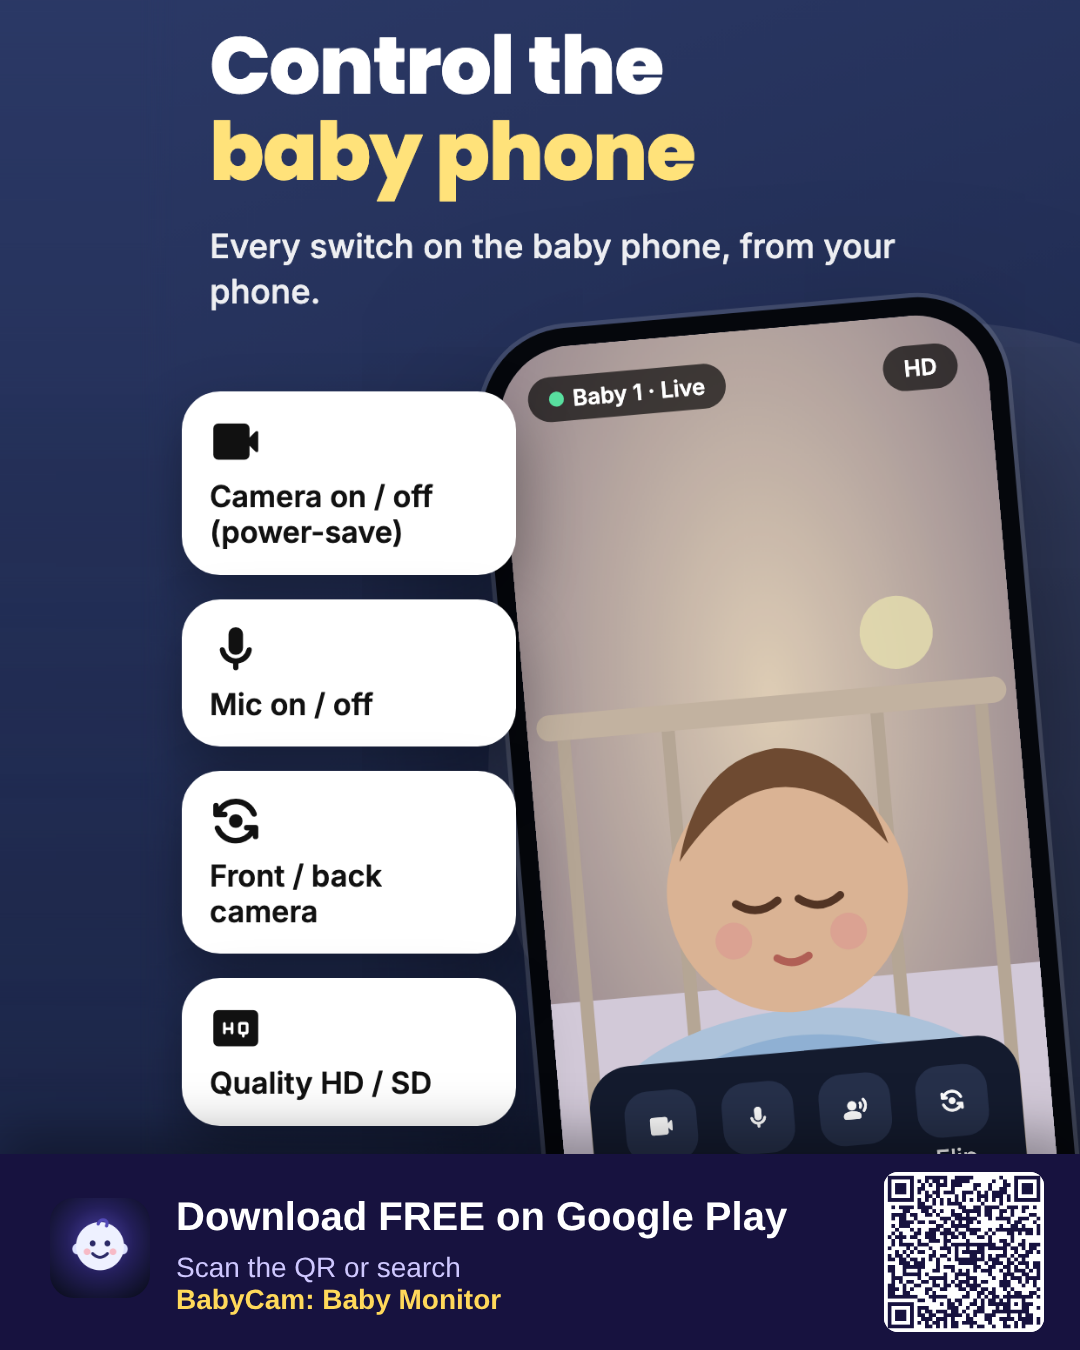 Control the
baby phone
Every switch on the baby phone, from your
phone.
Baby 1 · Live
HD
Camera on / off
(power-save)
Mic on / off
Front / back
camera
HQ
Quality HD / SD
Download FREE on Google Play
Scan the QR or search
BabyCam: Baby Monitor